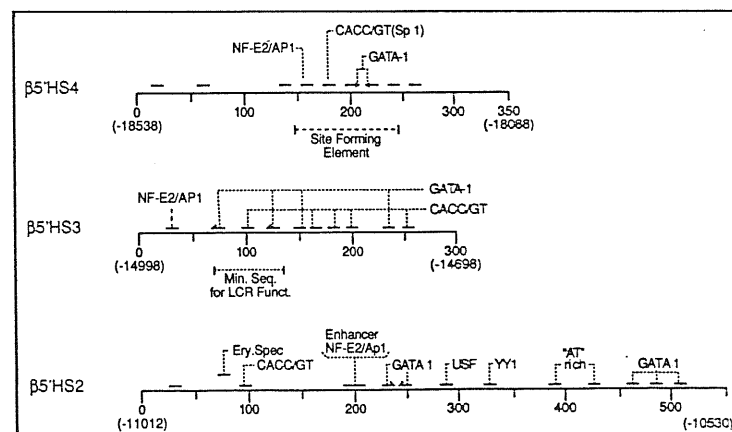 CACC/GT(Sp 1)
NF-E2/AP1
GATA-1
β5'HS4
0 100 200 300 350
(-18538) (-18088)
Site Forming
Element
GATA-1
NF-E2/AP1
CACC/GT
β5'HS3
0 100 200 300
(-14998) (-14698)
Min. Seq.
for LCR Funct.
Enhancer
NF-E2/Ap1
Ery.Spec
CACC/GT
GATA 1
USF
YY1
"AT"
rich
GATA 1
β5'HS2
0 100 200 300 400 500
(-11012) (-10530)